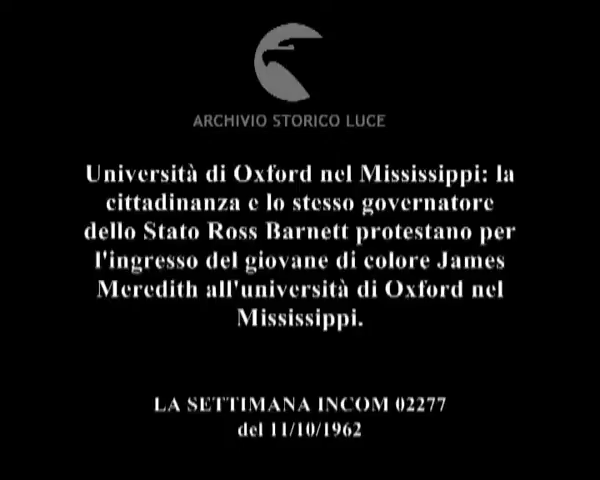 ARCHIVIO STORICO LUCE
Università di Oxford nel Mississippi: la
cittadinanza e lo stesso governatore
dello Stato Ross Barnett protestano per
l'ingresso del giovane di colore James
Meredith all'università di Oxford nel
Mississippi.
LA SETTIMANA INCOM 02277
del 11/10/1962